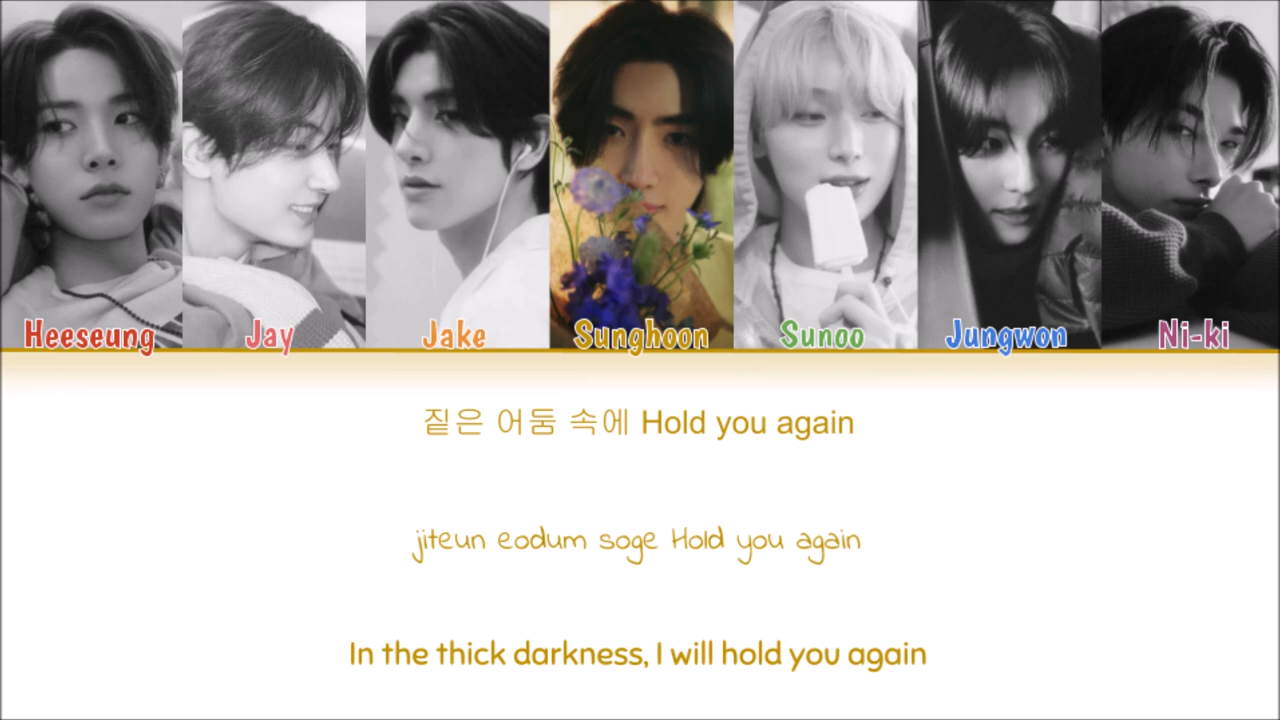 Heeseung Jay Jake Sunghoon Sunoo Jungwon Ni-ki
짙은 어둠 속에 Hold you again
jiteun eodum soge Hold you again
In the thick darkness, I will hold you again